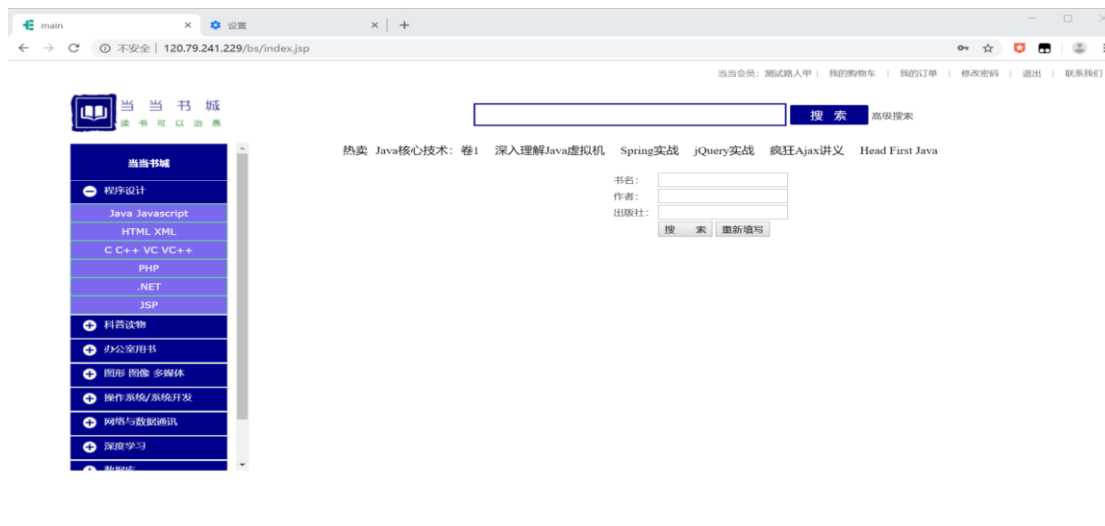 main
设置
不安全 | 120.79.241.229/bs/index.jsp
当当会员：测试路人甲 | 我的购物车 | 我的订单 | 修改密码 | 退出 | 联系我们
当当书城
读书可以治愚
搜 索 高级搜索
热卖 Java核心技术：卷1 深入理解Java虚拟机 Spring实战 jQuery实战 疯狂Ajax讲义 Head First Java
书名：
作者：
出版社：
搜 索 重新填写
当当书城
程序设计
Java Javascript
HTML XML
C C++ VC VC++
PHP
.NET
JSP
科普读物
办公室用书
图形 图像 多媒体
操作系统/系统开发
网络与数据通讯
深度学习
数据库